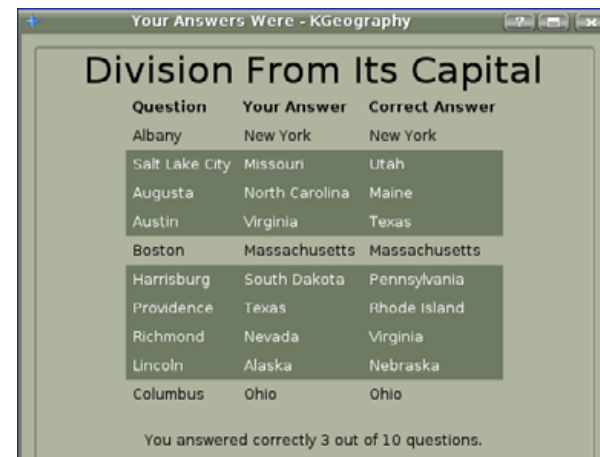 Your Answers Were - KGeography
Division From Its Capital
Question Your Answer Correct Answer
Albany New York New York
Salt Lake City Missouri Utah
Augusta North Carolina Maine
Austin Virginia Texas
Boston Massachusetts Massachusetts
Harrisburg South Dakota Pennsylvania
Providence Texas Rhode Island
Richmond Nevada Virginia
Lincoln Alaska Nebraska
Columbus Ohio Ohio
You answered correctly 3 out of 10 questions.